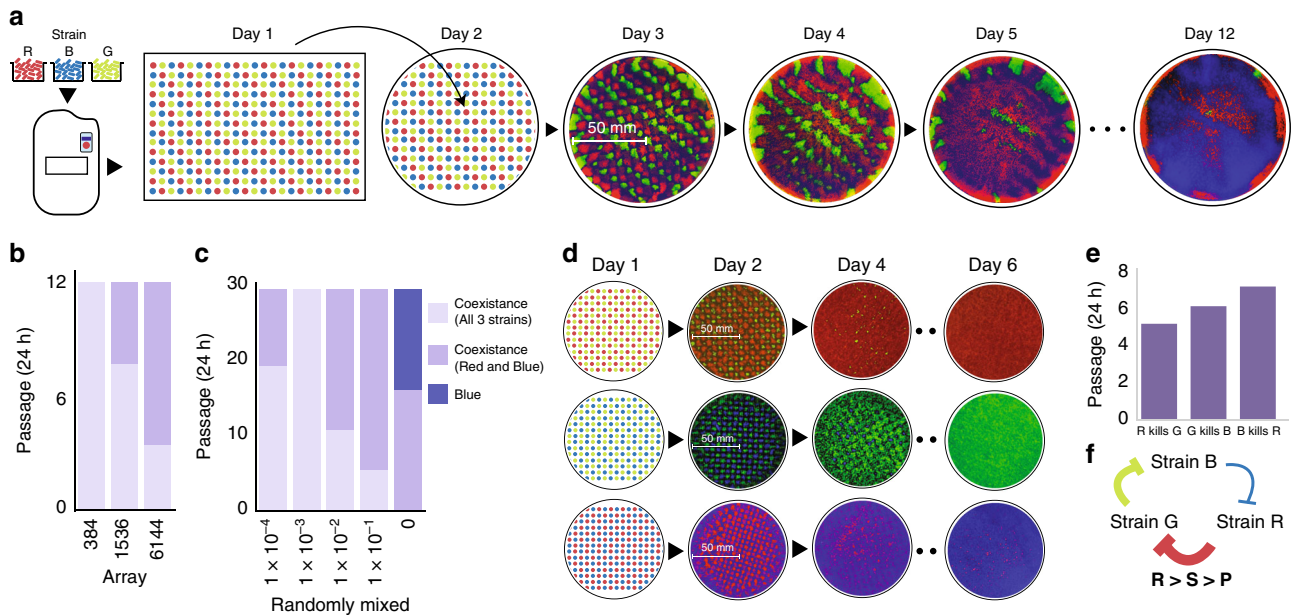 a
Strain
R B G
Day 1
Day 2
Day 3
Day 4
Day 5
Day 12
50 mm
b
Passage (24 h)
12
6
0
384
1536
6144
Array
c
Passage (24 h)
30
20
10
0
1 × 10⁻⁴
1 × 10⁻³
1 × 10⁻²
1 × 10⁻¹
0
Randomly mixed
Coexistance
(All 3 strains)
Coexistance
(Red and Blue)
Blue
d
Day 1
Day 2
Day 4
Day 6
50 mm
50 mm
50 mm
e
Passage (24 h)
8
6
4
2
0
R kills G
G kills B
B kills R
f
Strain B
Strain G
Strain R
R > S > P